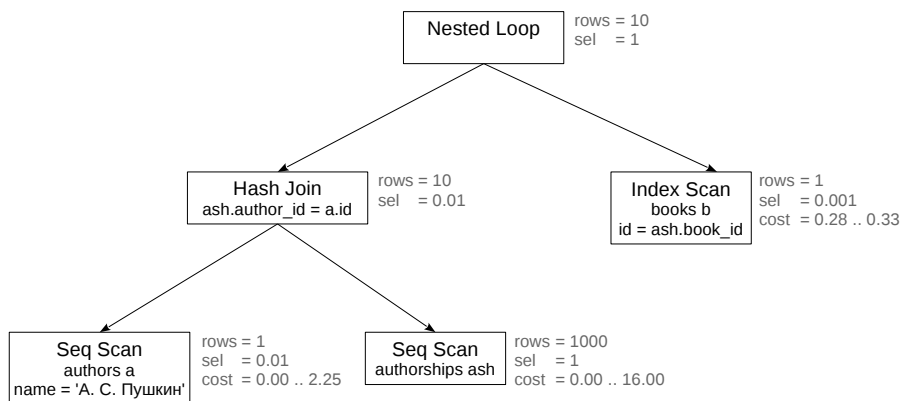 Nested Loop
rows = 10
sel = 1
Hash Join
ash.author_id = a.id
rows = 10
sel = 0.01
Index Scan
books b
id = ash.book_id
rows = 1
sel = 0.001
cost = 0.28 .. 0.33
Seq Scan
authors a
name = 'А. С. Пушкин'
rows = 1
sel = 0.01
cost = 0.00 .. 2.25
Seq Scan
authorships ash
rows = 1000
sel = 1
cost = 0.00 .. 16.00